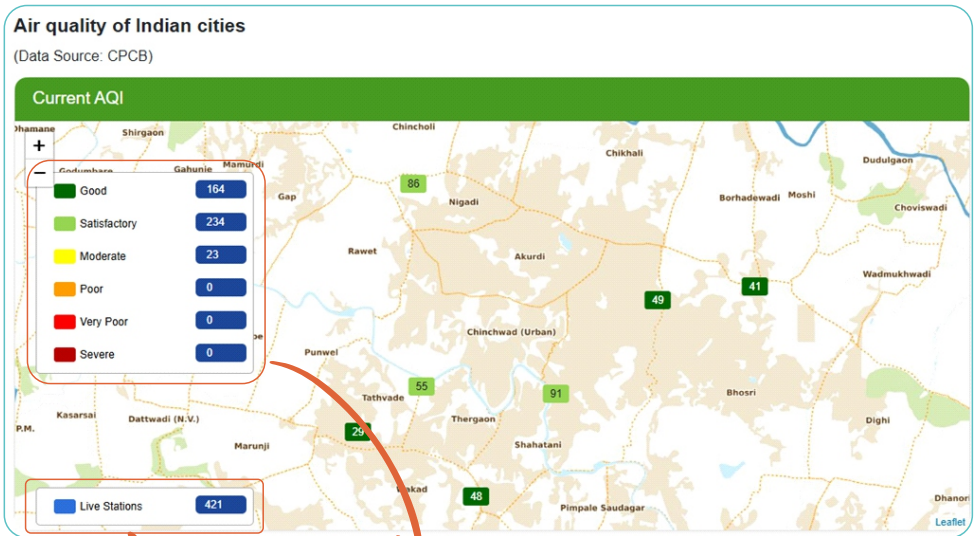 Air quality of Indian cities
(Data Source: CPCB)
Current AQI
Dhamane
Shirgaon
Chincholi
Chikhali
Dudulgaon
+
−
Godumbare
Gahunje
Mamurdi
Good 164
Gap
86
Nigadi
Borhadewadi
Moshi
Choviswadi
Satisfactory 234
Moderate 23
Rawet
Akurdi
Wadmukhwadi
Poor 0
49
41
Very Poor 0
Chinchwad (Urban)
Severe 0
Punwel
55
Tathvade
91
Bhosri
Kasarsai
Dattwadi (N.V.)
Thergaon
Dighi
P.M.
29
Marunji
Shahatani
48
Live Stations 421
Pimple Saudagar
Leaflet